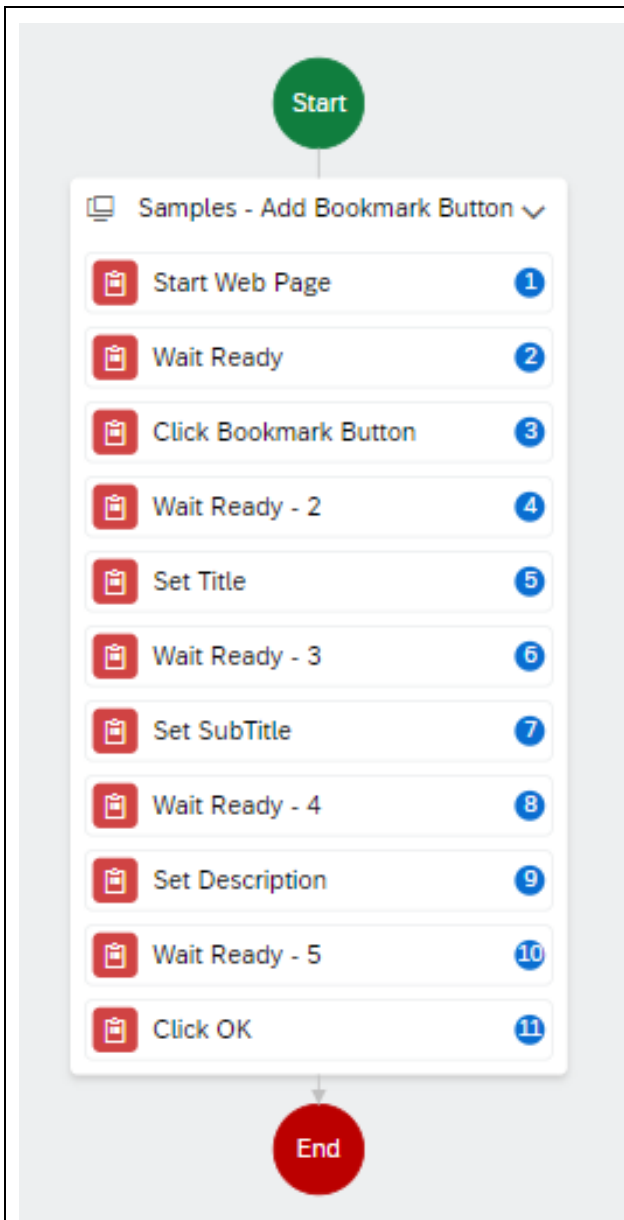 Start
Samples - Add Bookmark Button
Start Web Page 1
Wait Ready 2
Click Bookmark Button 3
Wait Ready - 2 4
Set Title 5
Wait Ready - 3 6
Set SubTitle 7
Wait Ready - 4 8
Set Description 9
Wait Ready - 5 10
Click OK 11
End